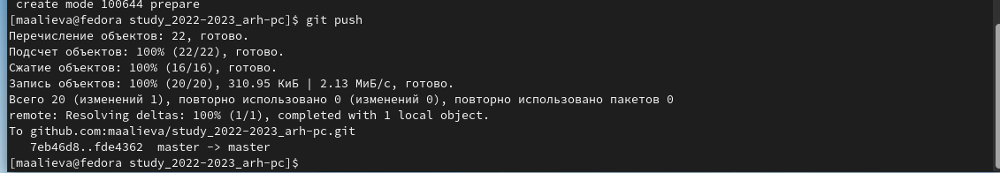 create mode 100644 prepare
[maalieva@fedora study_2022-2023_arh-pc]$ git push
Перечисление объектов: 22, готово.
Подсчет объектов: 100% (22/22), готово.
Сжатие объектов: 100% (16/16), готово.
Запись объектов: 100% (20/20), 310.95 КиБ | 2.13 МиБ/с, готово.
Всего 20 (изменений 1), повторно использовано 0 (изменений 0), повторно использовано пакетов 0
remote: Resolving deltas: 100% (1/1), completed with 1 local object.
To github.com:maalieva/study_2022-2023_arh-pc.git
   7eb46d8..fde4362  master -> master
[maalieva@fedora study_2022-2023_arh-pc]$